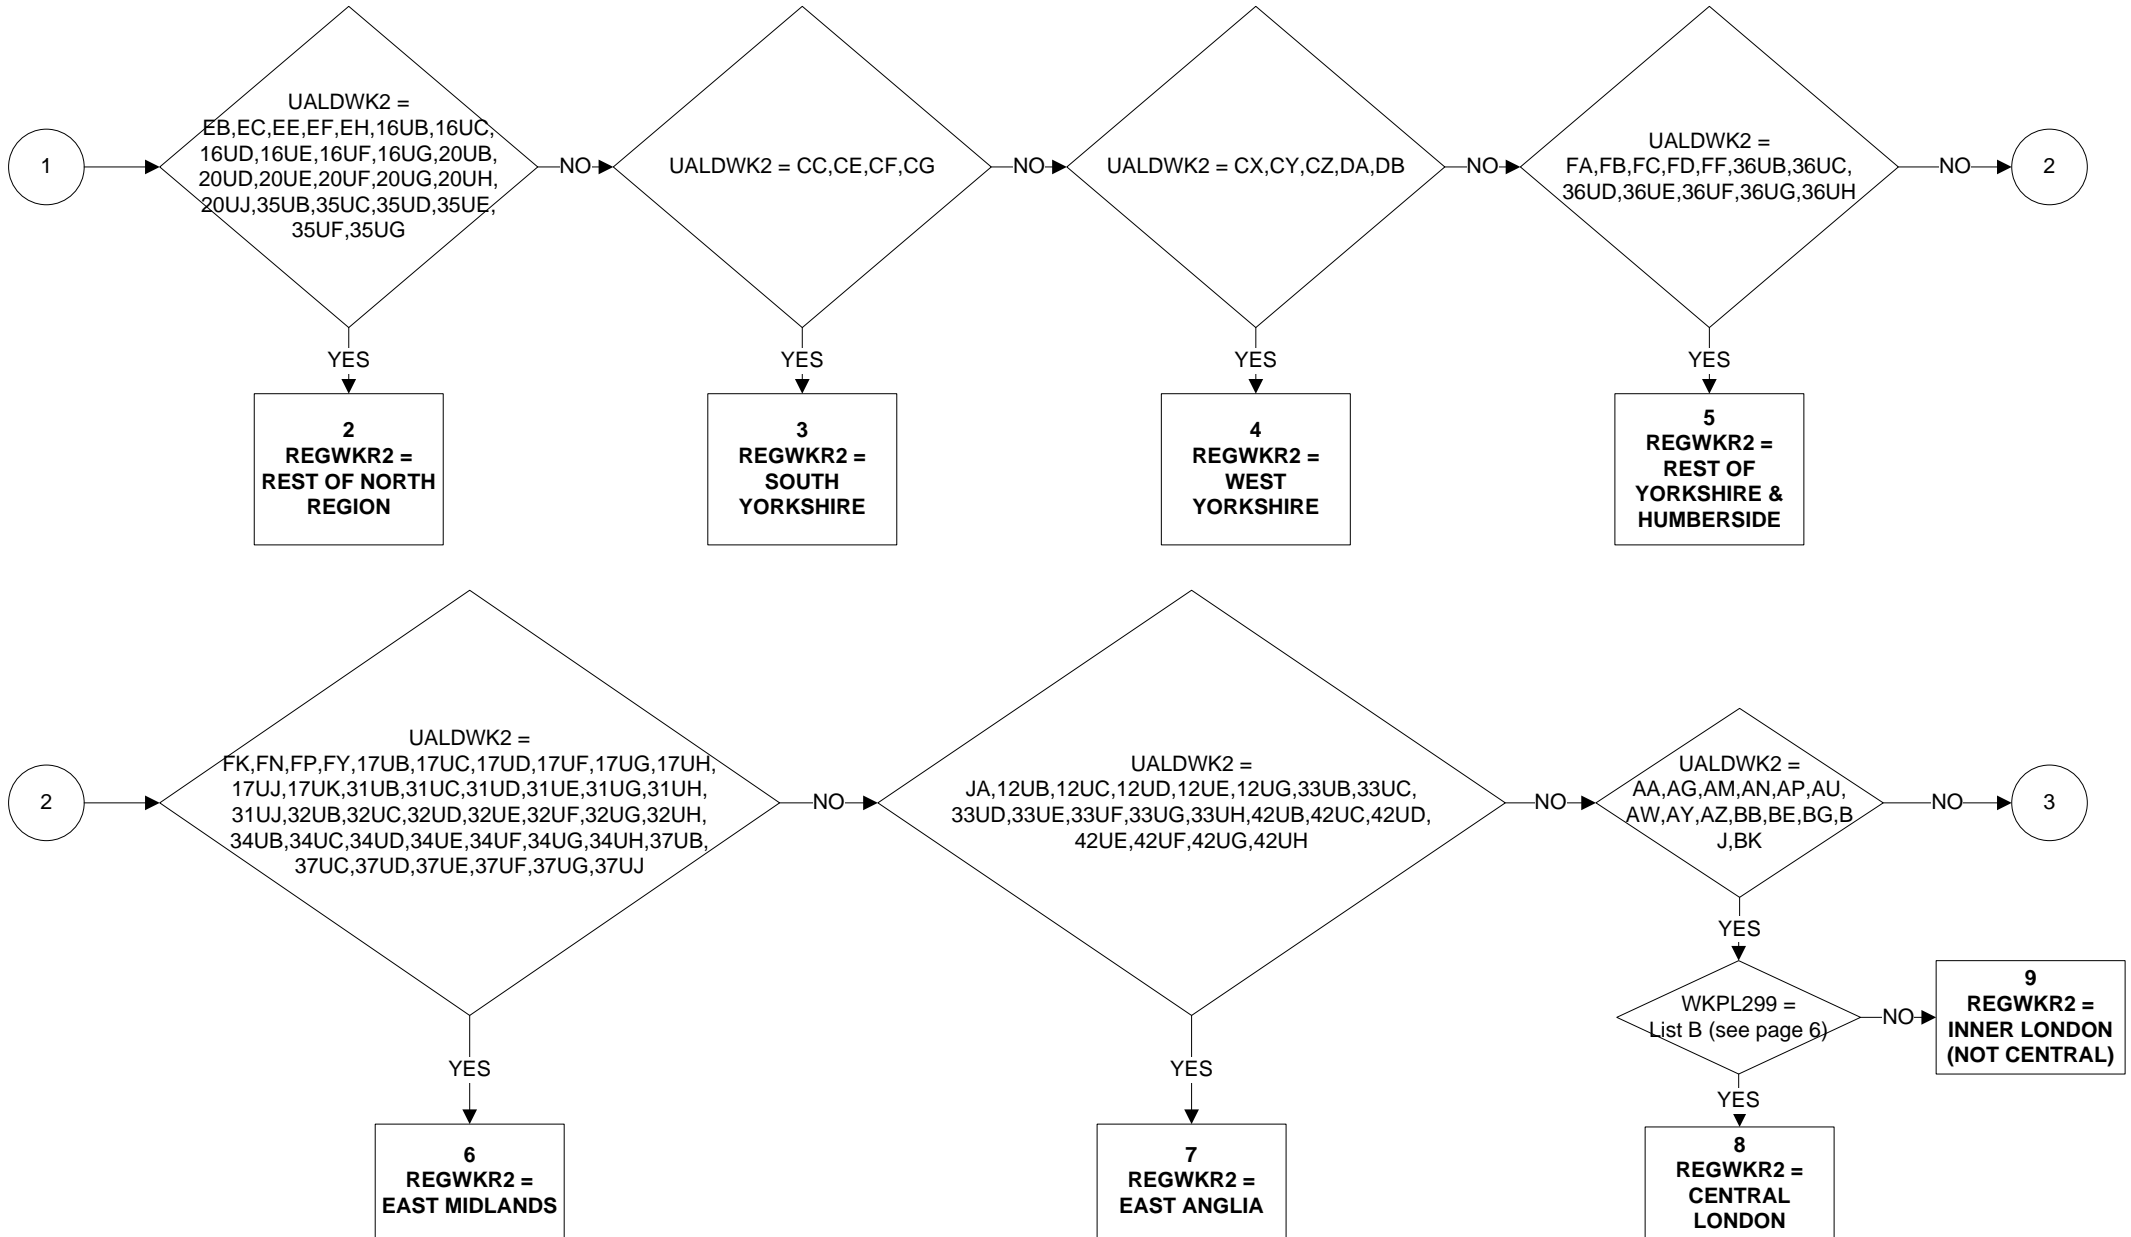 1
UALDWK2 =
EB,EC,EE,EF,EH,16UB,16UC,
16UD,16UE,16UF,16UG,20UB,
20UD,20UE,20UF,20UG,20UH,
20UJ,35UB,35UC,35UD,35UE,
35UF,35UG
NO
UALDWK2 = CC,CE,CF,CG
NO
UALDWK2 = CX,CY,CZ,DA,DB
NO
UALDWK2 =
FA,FB,FC,FD,FF,36UB,36UC,
36UD,36UE,36UF,36UG,36UH
NO
2
YES
YES
YES
YES
2
REGWKR2 =
REST OF NORTH
REGION
3
REGWKR2 =
SOUTH
YORKSHIRE
4
REGWKR2 =
WEST
YORKSHIRE
5
REGWKR2 =
REST OF
YORKSHIRE &
HUMBERSIDE
2
UALDWK2 =
FK,FN,FP,FY,17UB,17UC,17UD,17UF,17UG,17UH,
17UJ,17UK,31UB,31UC,31UD,31UE,31UG,31UH,
31UJ,32UB,32UC,32UD,32UE,32UF,32UG,32UH,
34UB,34UC,34UD,34UE,34UF,34UG,34UH,37UB,
37UC,37UD,37UE,37UF,37UG,37UJ
NO
UALDWK2 =
JA,12UB,12UC,12UD,12UE,12UG,33UB,33UC,
33UD,33UE,33UF,33UG,33UH,42UB,42UC,42UD,
42UE,42UF,42UG,42UH
NO
UALDWK2 =
AA,AG,AM,AN,AP,AU,
AW,AY,AZ,BB,BE,BG,B
J,BK
NO
3
YES
WKPL299 =
List B (see page 6)
NO
9
REGWKR2 =
INNER LONDON
(NOT CENTRAL)
YES
YES
YES
6
REGWKR2 =
EAST MIDLANDS
7
REGWKR2 =
EAST ANGLIA
8
REGWKR2 =
CENTRAL
LONDON